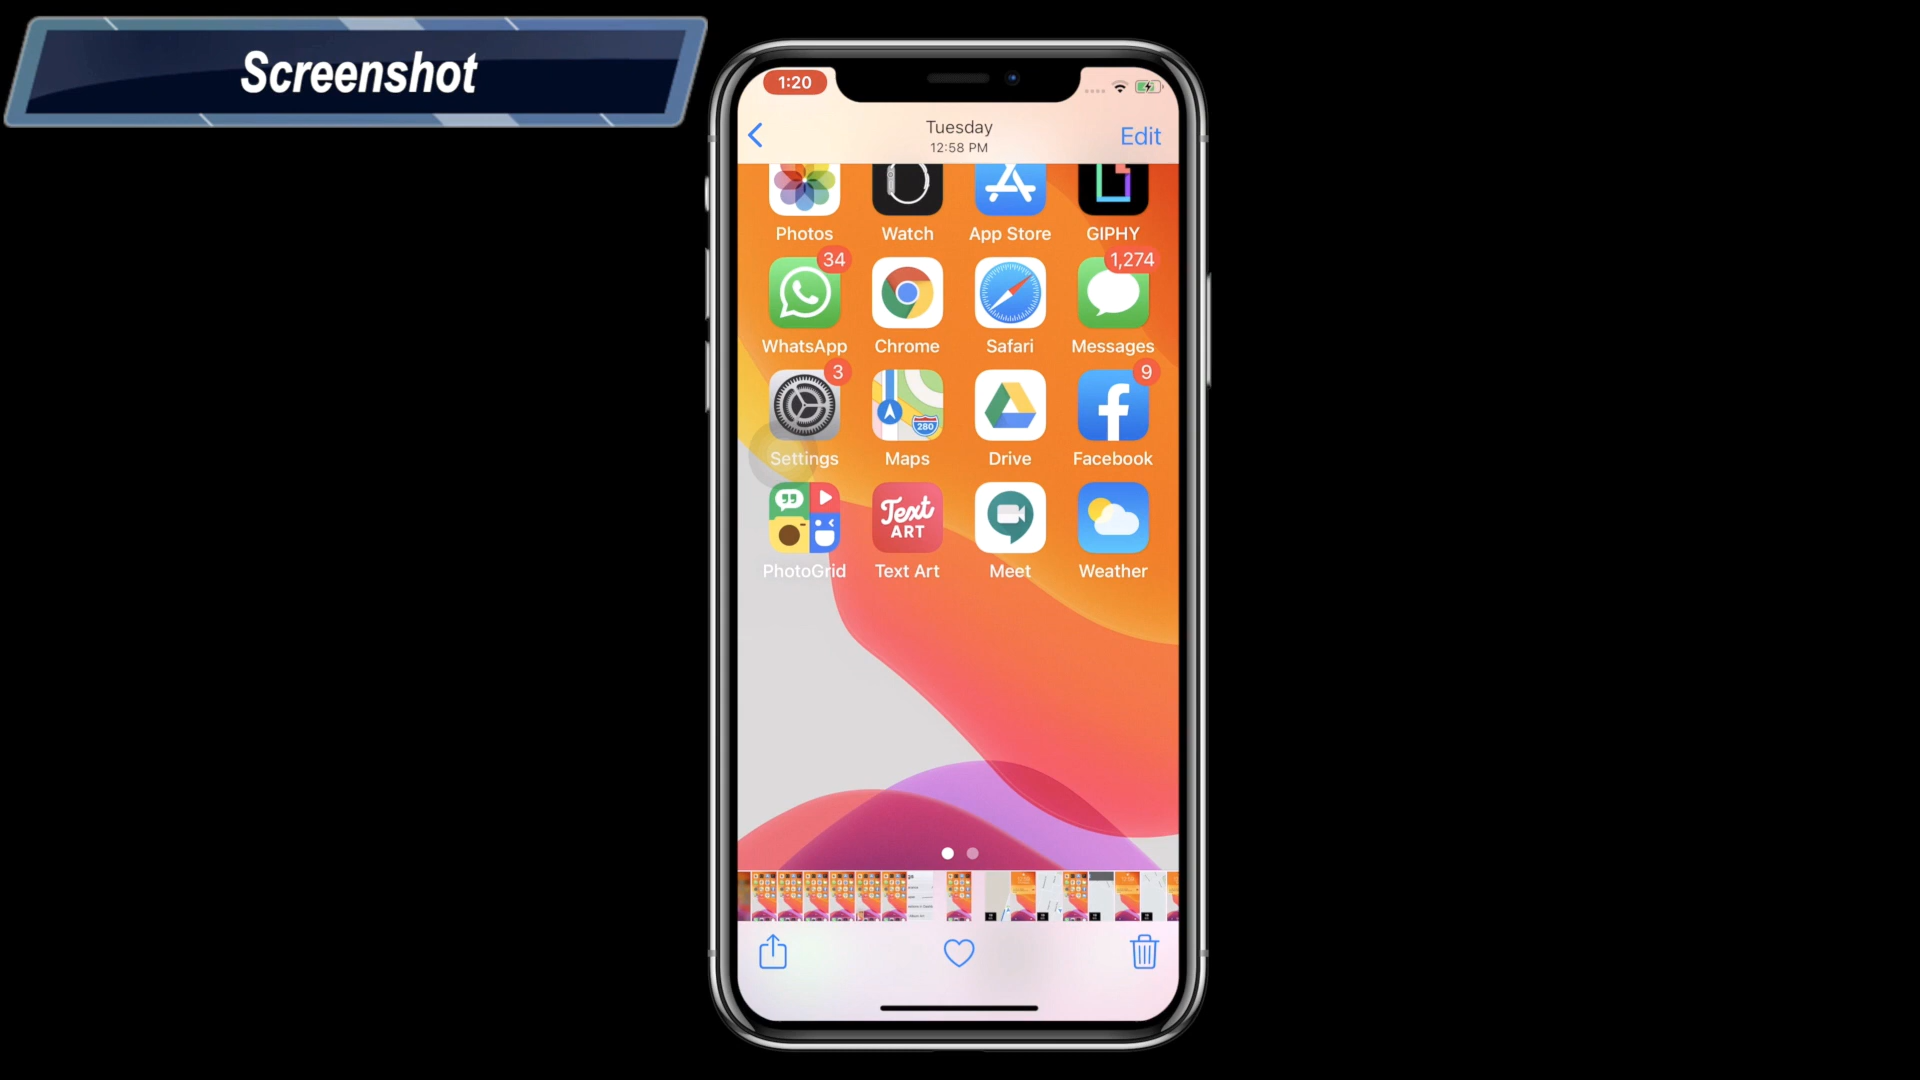 Screenshot
1:20
Tuesday
12:58 PM
Edit
Photos Watch App Store GIPHY
34 1,274
WhatsApp Chrome Safari Messages
3 9
280
Settings Maps Drive Facebook
Text
ART
PhotoGrid Text Art Meet Weather